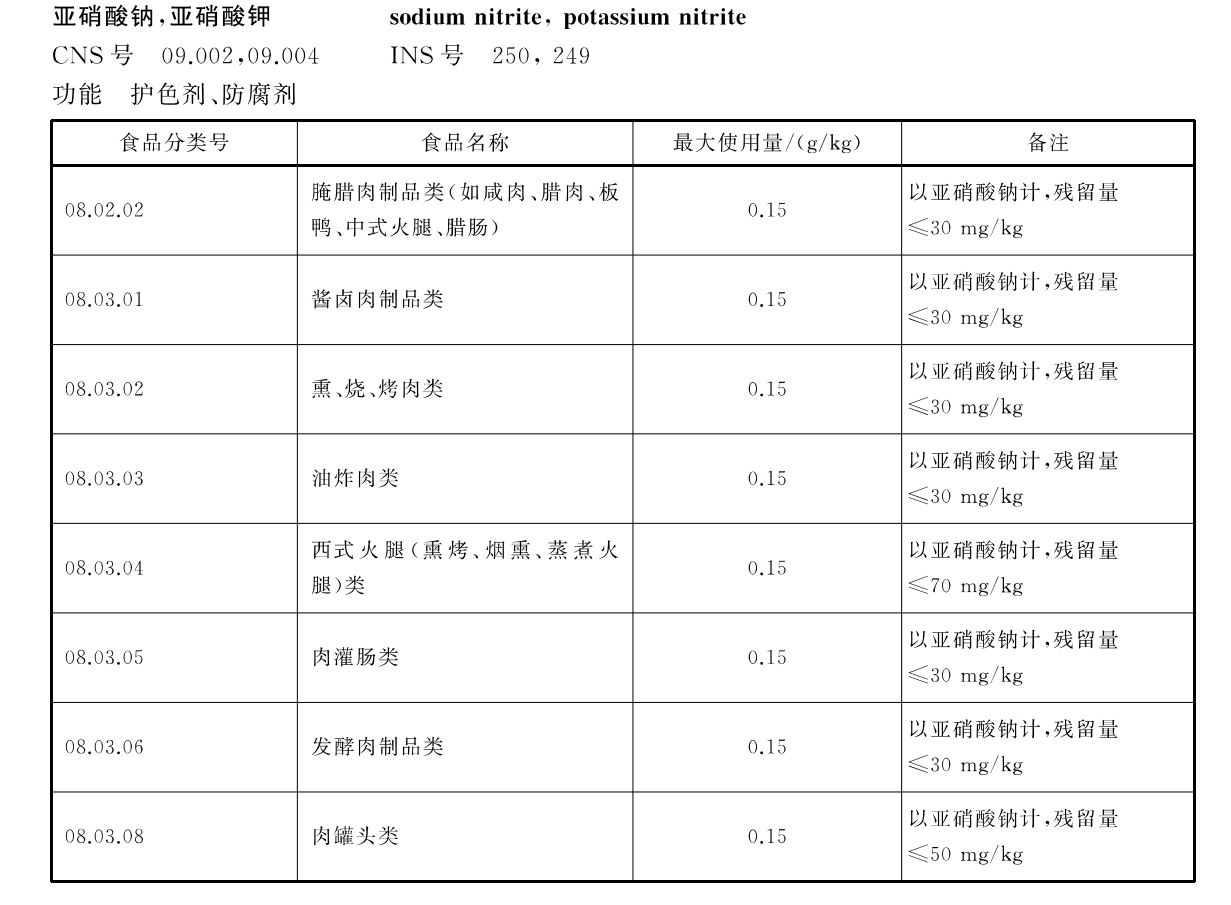 亚硝酸钠,亚硝酸钾 sodium nitrite, potassium nitrite
CNS 号 09.002,09.004 INS 号 250, 249
功能 护色剂、防腐剂
食品分类号 食品名称 最大使用量/(g/kg) 备注
08.02.02 腌腊肉制品类(如咸肉、腊肉、板鸭、中式火腿、腊肠) 0.15 以亚硝酸钠计,残留量≤30 mg/kg
08.03.01 酱卤肉制品类 0.15 以亚硝酸钠计,残留量≤30 mg/kg
08.03.02 熏、烧、烤肉类 0.15 以亚硝酸钠计,残留量≤30 mg/kg
08.03.03 油炸肉类 0.15 以亚硝酸钠计,残留量≤30 mg/kg
08.03.04 西式火腿(熏烤、烟熏、蒸煮火腿)类 0.15 以亚硝酸钠计,残留量≤70 mg/kg
08.03.05 肉灌肠类 0.15 以亚硝酸钠计,残留量≤30 mg/kg
08.03.06 发酵肉制品类 0.15 以亚硝酸钠计,残留量≤30 mg/kg
08.03.08 肉罐头类 0.15 以亚硝酸钠计,残留量≤50 mg/kg